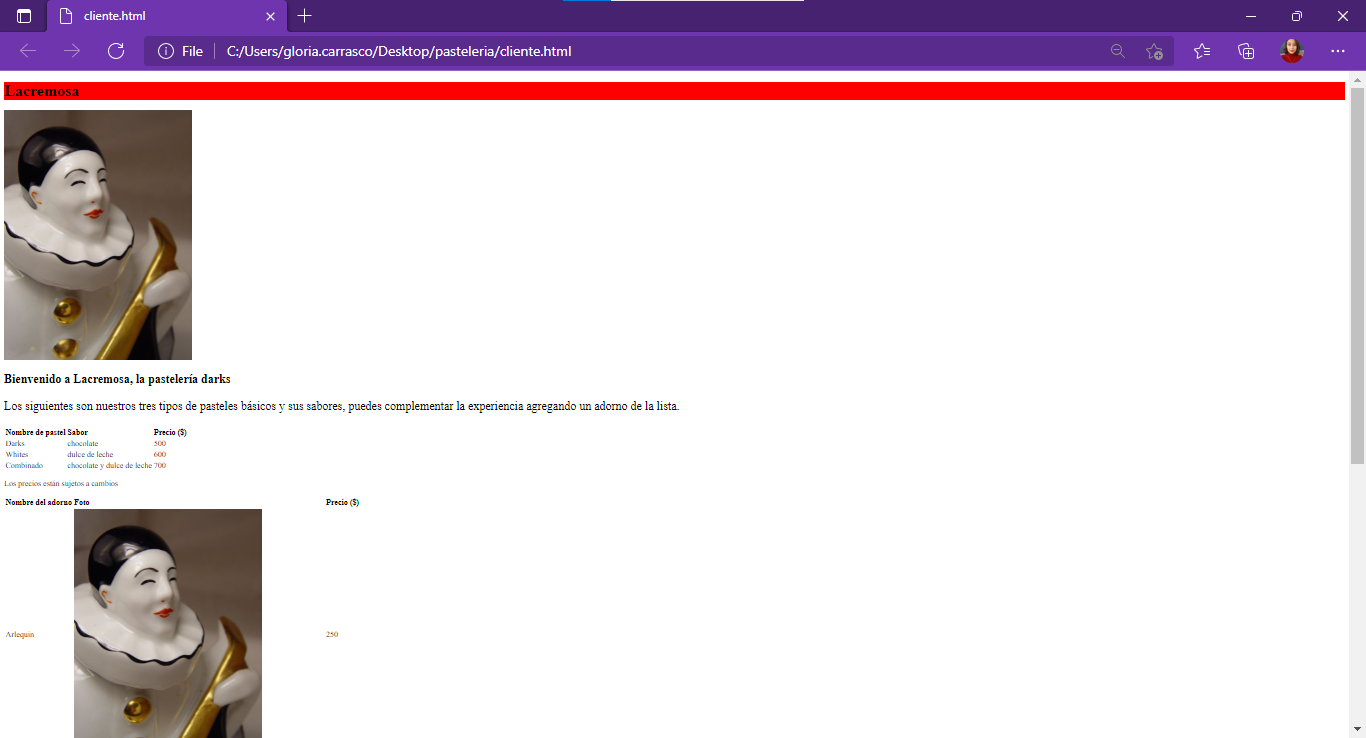 cliente.html
File C:/Users/gloria.carrasco/Desktop/pasteleria/cliente.html
Lacremosa
Bienvenido a Lacremosa, la pastelería darks
Los siguientes son nuestros tres tipos de pasteles básicos y sus sabores, puedes complementar la experiencia agregando un adorno de la lista.
Nombre de pastel Sabor Precio ($)
Darks chocolate 500
Whites dulce de leche 600
Combinado chocolate y dulce de leche 700
Los precios están sujetos a cambios
Nombre del adorno Foto Precio ($)
Arlequin 250